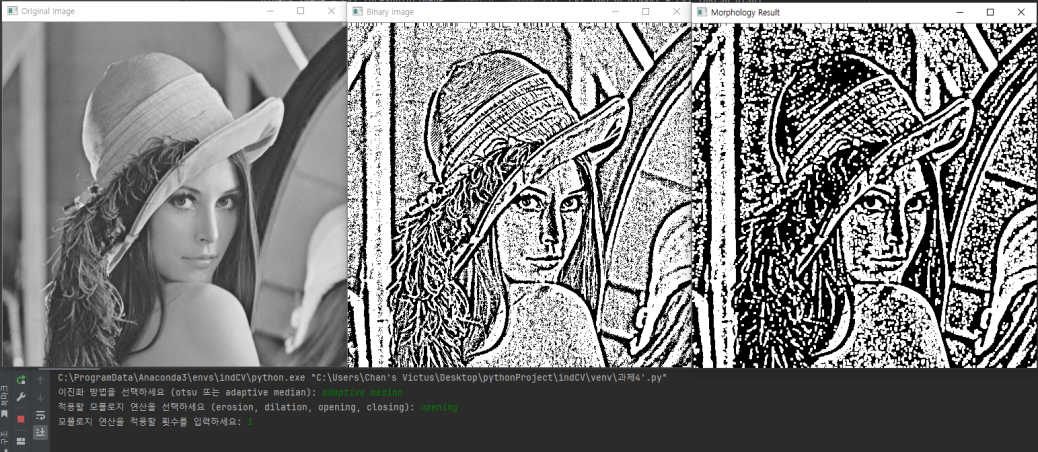 Original Image
Binary Image
Morphology Result
C:\ProgramData\Anaconda3\envs\indCV\python.exe "C:\Users\Chan's Victus\Desktop\pythonProject\indCV\venv\과제4'.py"
이진화 방법을 선택하세요 (otsu 또는 adaptive median): adaptive median
적용할 모폴로지 연산을 선택하세요 (erosion, dilation, opening, closing): opening
모폴로지 연산을 적용할 횟수를 입력하세요: 1
구조